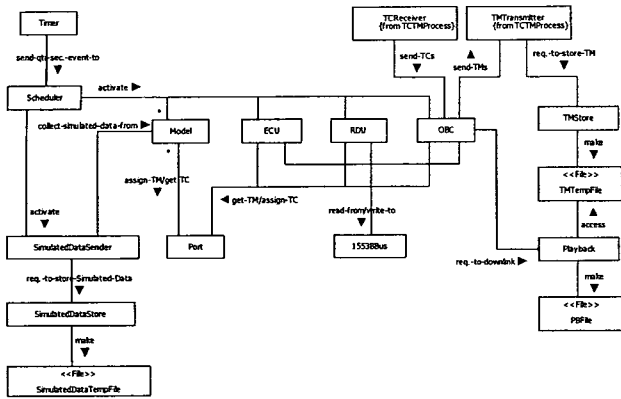 Timer
TCReceiver
{from TCTMProcess}
TMTransmitter
{from TCTMProcess}
send-qtr-sec.-event-to
send-TCs
send-TMs
req.-to-store-TM
Scheduler
activate
collect-simulated-data-from
*
Model
ECU
RDU
OBC
TMStore
*
make
assign-TM/get-TC
<<File>>
TMTempFile
get-TM/assign-TC
activate
read-from/write-to
access
SimulatedDataSender
Port
1553BBus
Playback
req.-to-downlink
req.-to-store-Simulated-Data
make
SimulatedDataStore
<<File>>
PBFile
make
<<File>>
SimulatedDataTempFile